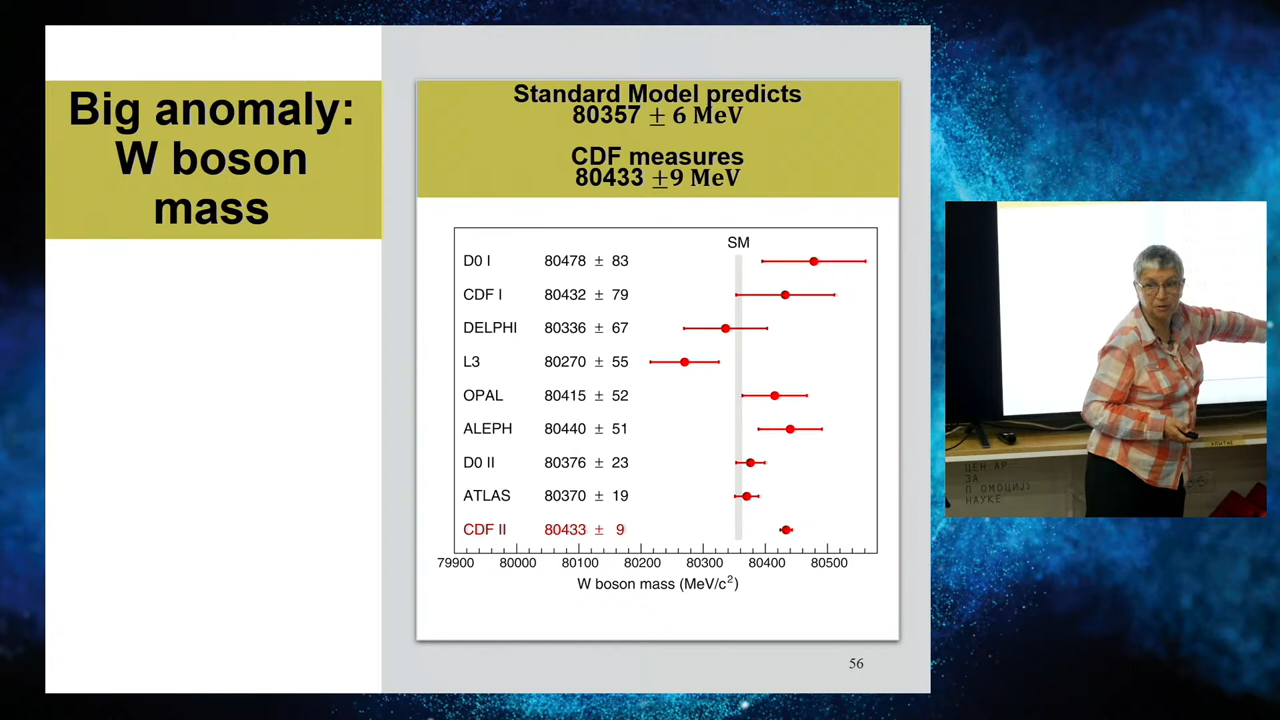 Big anomaly:
W boson
mass
Standard Model predicts
80357 ± 6 MeV
CDF measures
80433 ±9 MeV
SM
D0 I 80478 ± 83
CDF I 80432 ± 79
DELPHI 80336 ± 67
L3 80270 ± 55
OPAL 80415 ± 52
ALEPH 80440 ± 51
D0 II 80376 ± 23
ATLAS 80370 ± 19
CDF II 80433 ± 9
79900 80000 80100 80200 80300 80400 80500
W boson mass (MeV/c²)
56
ЗА
НАУКЕ